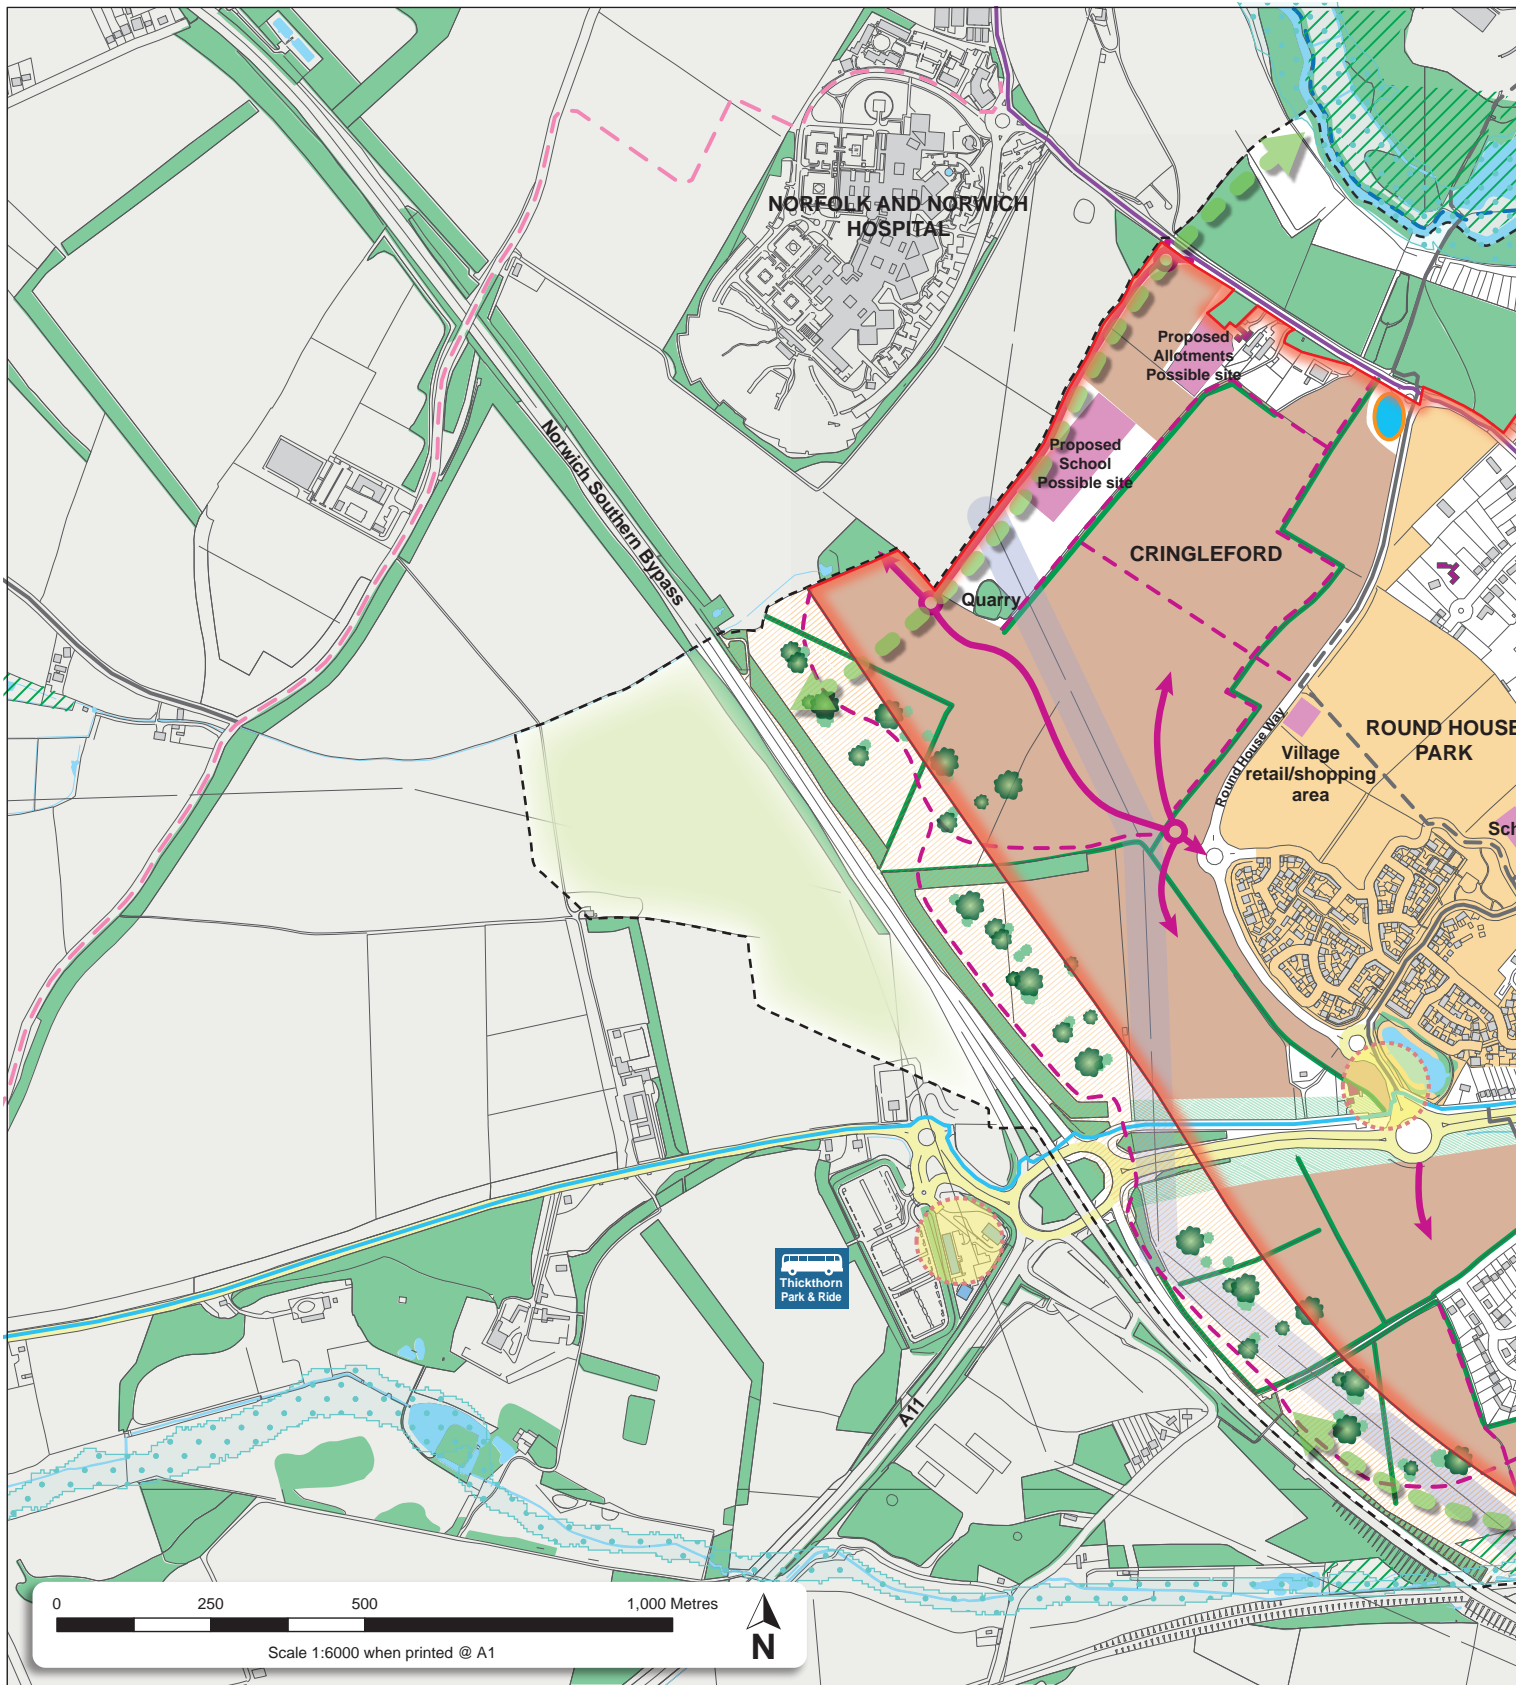 NORFOLK AND NORWICH
HOSPITAL
Proposed
Allotments
Possible site
Norwich Southern Bypass
Proposed
School
Possible site
CRINGLEFORD
Quarry
Round House Way
ROUND HOUSE
PARK
Village
retail/shopping
area
Sch
Thickthorn
Park & Ride
A11
0 250 500 1,000 Metres
Scale 1:6000 when printed @ A1
N